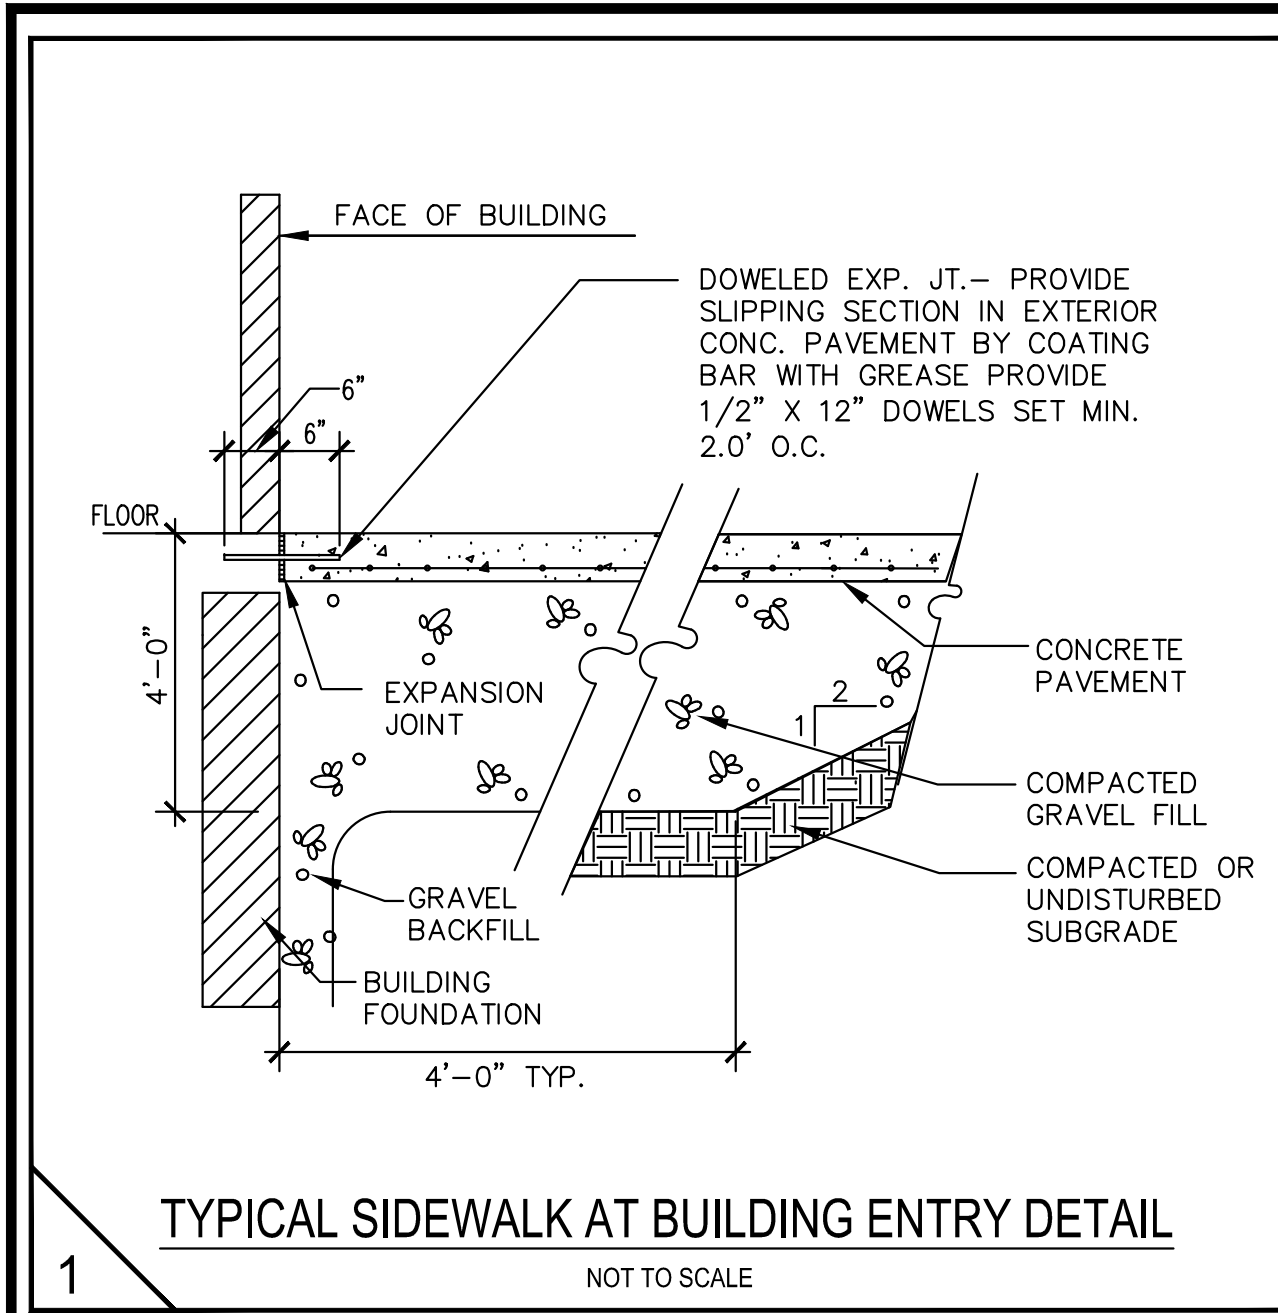 FACE OF BUILDING
DOWELED EXP. JT.– PROVIDE
SLIPPING SECTION IN EXTERIOR
CONC. PAVEMENT BY COATING
BAR WITH GREASE PROVIDE
1/2” X 12” DOWELS SET MIN.
2.0’ O.C.
6”
6”
FLOOR
4’–0”
EXPANSION
JOINT
CONCRETE
PAVEMENT
2
1
COMPACTED
GRAVEL FILL
COMPACTED OR
UNDISTURBED
SUBGRADE
GRAVEL
BACKFILL
BUILDING
FOUNDATION
4’–0” TYP.
TYPICAL SIDEWALK AT BUILDING ENTRY DETAIL
NOT TO SCALE
1